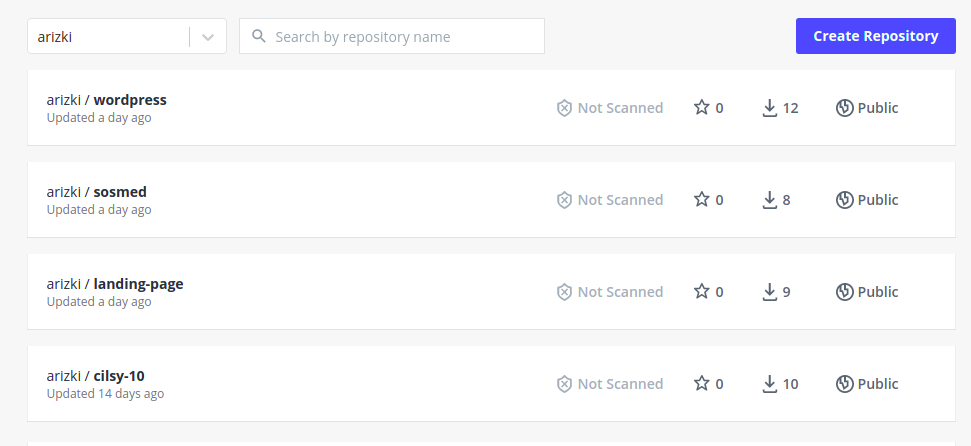 arizki
Search by repository name
Create Repository
arizki / wordpress
Updated a day ago
Not Scanned
0
12
Public
arizki / sosmed
Updated a day ago
Not Scanned
0
8
Public
arizki / landing-page
Updated a day ago
Not Scanned
0
9
Public
arizki / cilsy-10
Updated 14 days ago
Not Scanned
0
10
Public